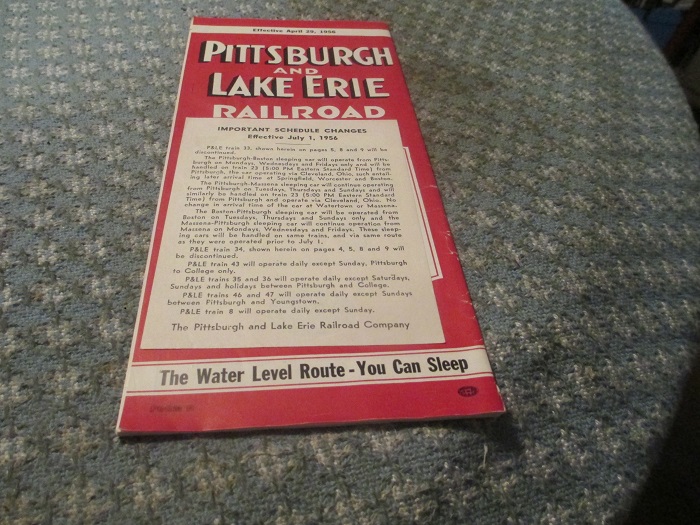 Effective April 29, 1956
PITTSBURGH
AND
LAKE ERIE
RAILROAD
IMPORTANT SCHEDULE CHANGES
Effective July 1, 1956
P&LE train 33, shown herein on pages 5, 8 and 9 will be
discontinued.
The Pittsburgh-Boston sleeping car will operate from Pitts-
burgh on Mondays, Wednesdays and Fridays only and will be
handled on train 23 (5:00 PM Eastern Standard Time) from
Pittsburgh, the car operating via Cleveland, Ohio, such entail-
ing later arrival time at Springfield, Worcester and Boston.
The Pittsburgh-Massena sleeping car will continue operating
from Pittsburgh on Tuesdays, Thursdays and Sundays and will
similarly be handled on train 23 (5:00 PM Eastern Standard
Time) from Pittsburgh and operate via Cleveland, Ohio. No
change in arrival time of the car at Watertown or Massena.
The Boston-Pittsburgh sleeping car will be operated from
Boston on Tuesdays, Thursdays and Sundays only and the
Massena-Pittsburgh sleeping car will continue operation from
Massena on Mondays, Wednesdays and Fridays. These sleep-
ing cars will be handled on same trains, and via same route
as they were operated prior to July 1.
P&LE train 34, shown herein on pages 4, 5, 8 and 9 will
be discontinued.
P&LE train 43 will operate daily except Sunday, Pittsburgh
to College only.
P&LE trains 35 and 36 will operate daily except Saturdays,
Sundays and holidays between Pittsburgh and College.
P&LE trains 46 and 47 will operate daily except Sundays
between Pittsburgh and Youngstown.
P&LE train 8 will operate daily except Sunday.
The Pittsburgh and Lake Erie Railroad Company
The Water Level Route - You Can Sleep